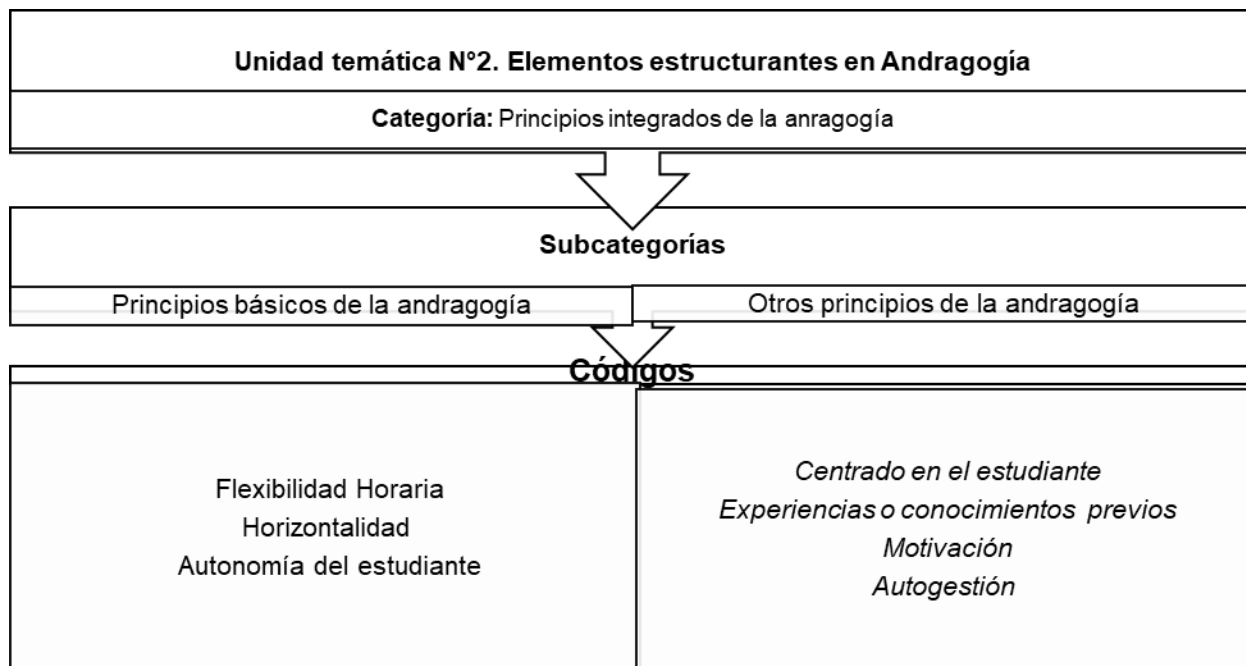 Unidad temática N°2. Elementos estructurantes en Andragogía
Categoría: Principios integrados de la anragogía
Subcategorías
Principios básicos de la andragogía
Otros principios de la andragogía
Códigos
Flexibilidad Horaria
Horizontalidad
Autonomía del estudiante
Centrado en el estudiante
Experiencias o conocimientos previos
Motivación
Autogestión